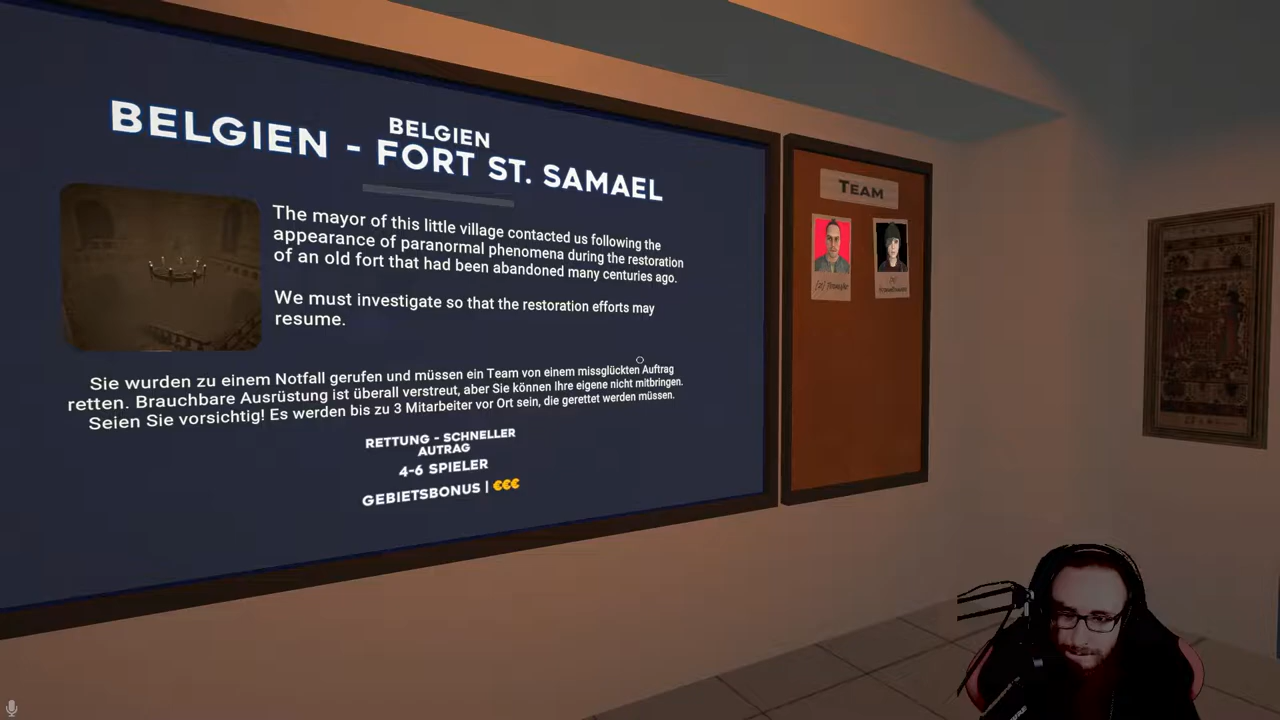 BELGIEN
BELGIEN - FORT ST. SAMAEL
The mayor of this little village contacted us following the
appearance of paranormal phenomena during the restoration
of an old fort that had been abandoned many centuries ago.
We must investigate so that the restoration efforts may
resume.
Sie wurden zu einem Notfall gerufen und müssen ein Team von einem missglückten Auftrag
retten. Brauchbare Ausrüstung ist überall verstreut, aber Sie können Ihre eigene nicht mitbringen.
Seien Sie vorsichtig! Es werden bis zu 3 Mitarbeiter vor Ort sein, die gerettet werden müssen.
RETTUNG - SCHNELLER
AUTRAG
4-6 SPIELER
GEBIETSBONUS | €€€
TEAM